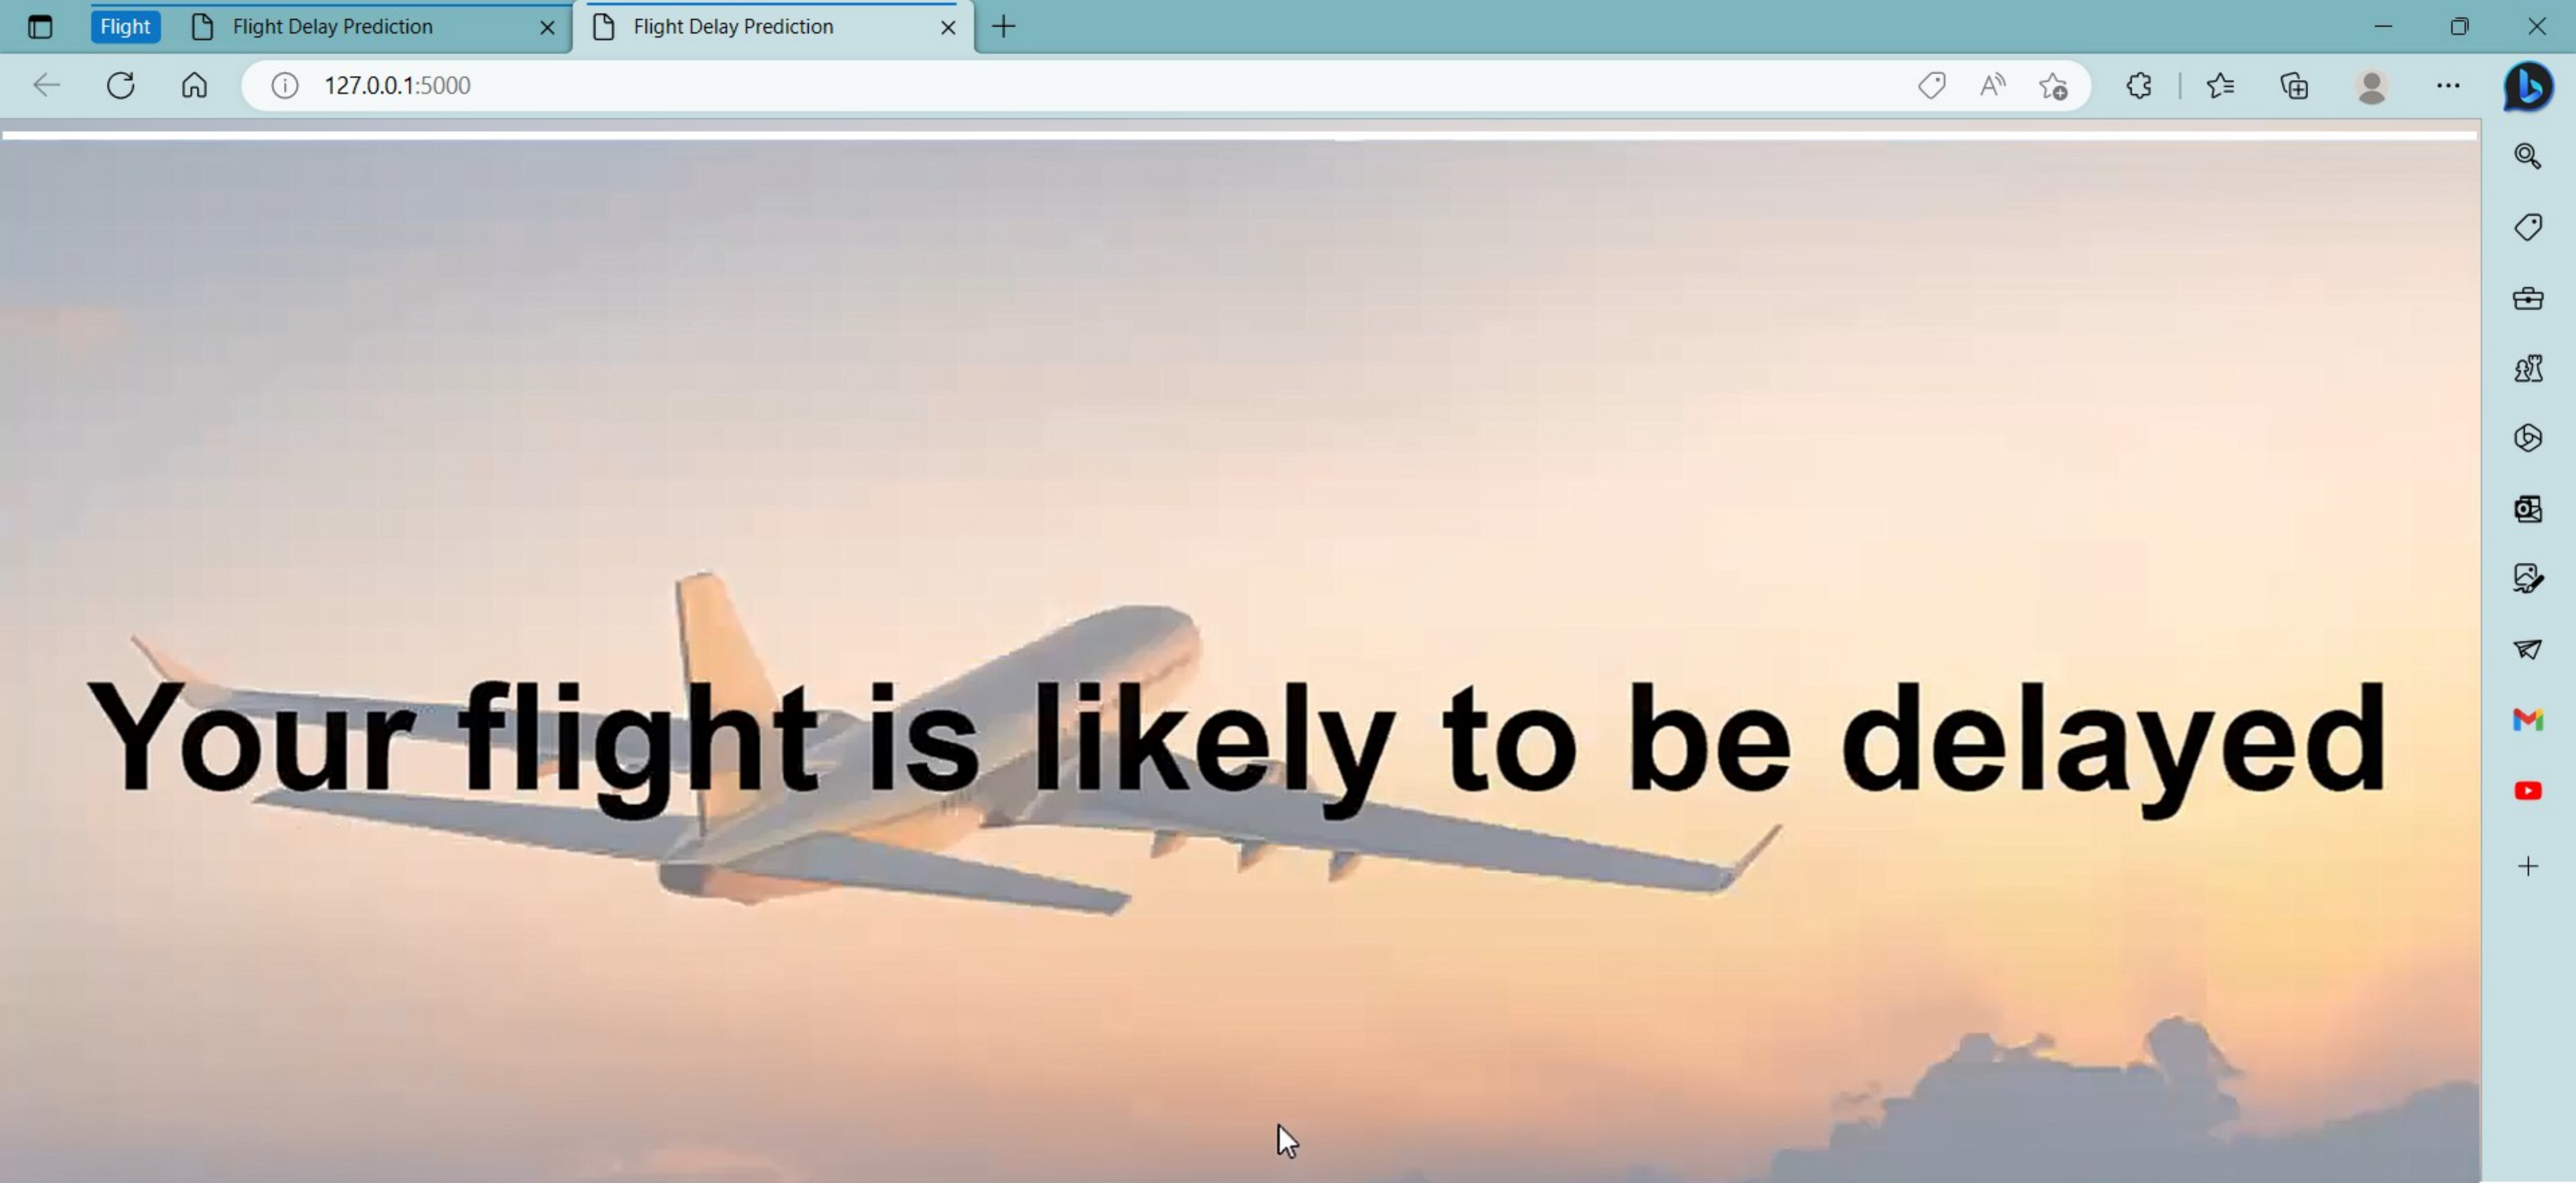 Flight
Flight Delay Prediction
Flight Delay Prediction
127.0.0.1:5000
Your flight is likely to be delayed